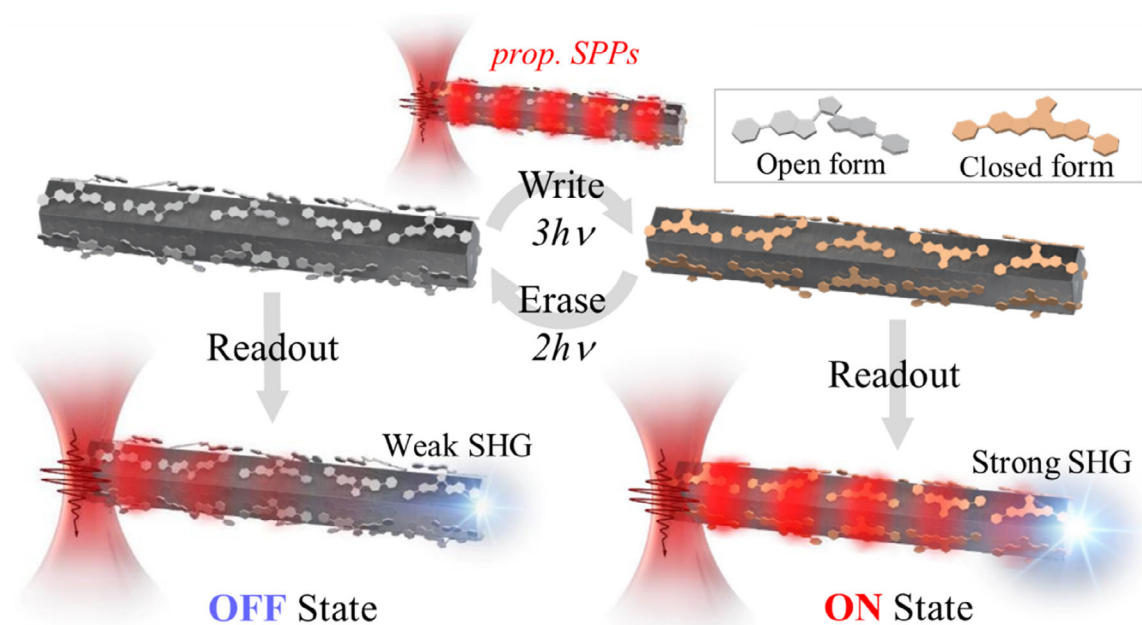 prop. SPPs
Open form
Closed form
Write
3hν
Erase
2hν
Readout
Readout
Weak SHG
Strong SHG
OFF State
ON State